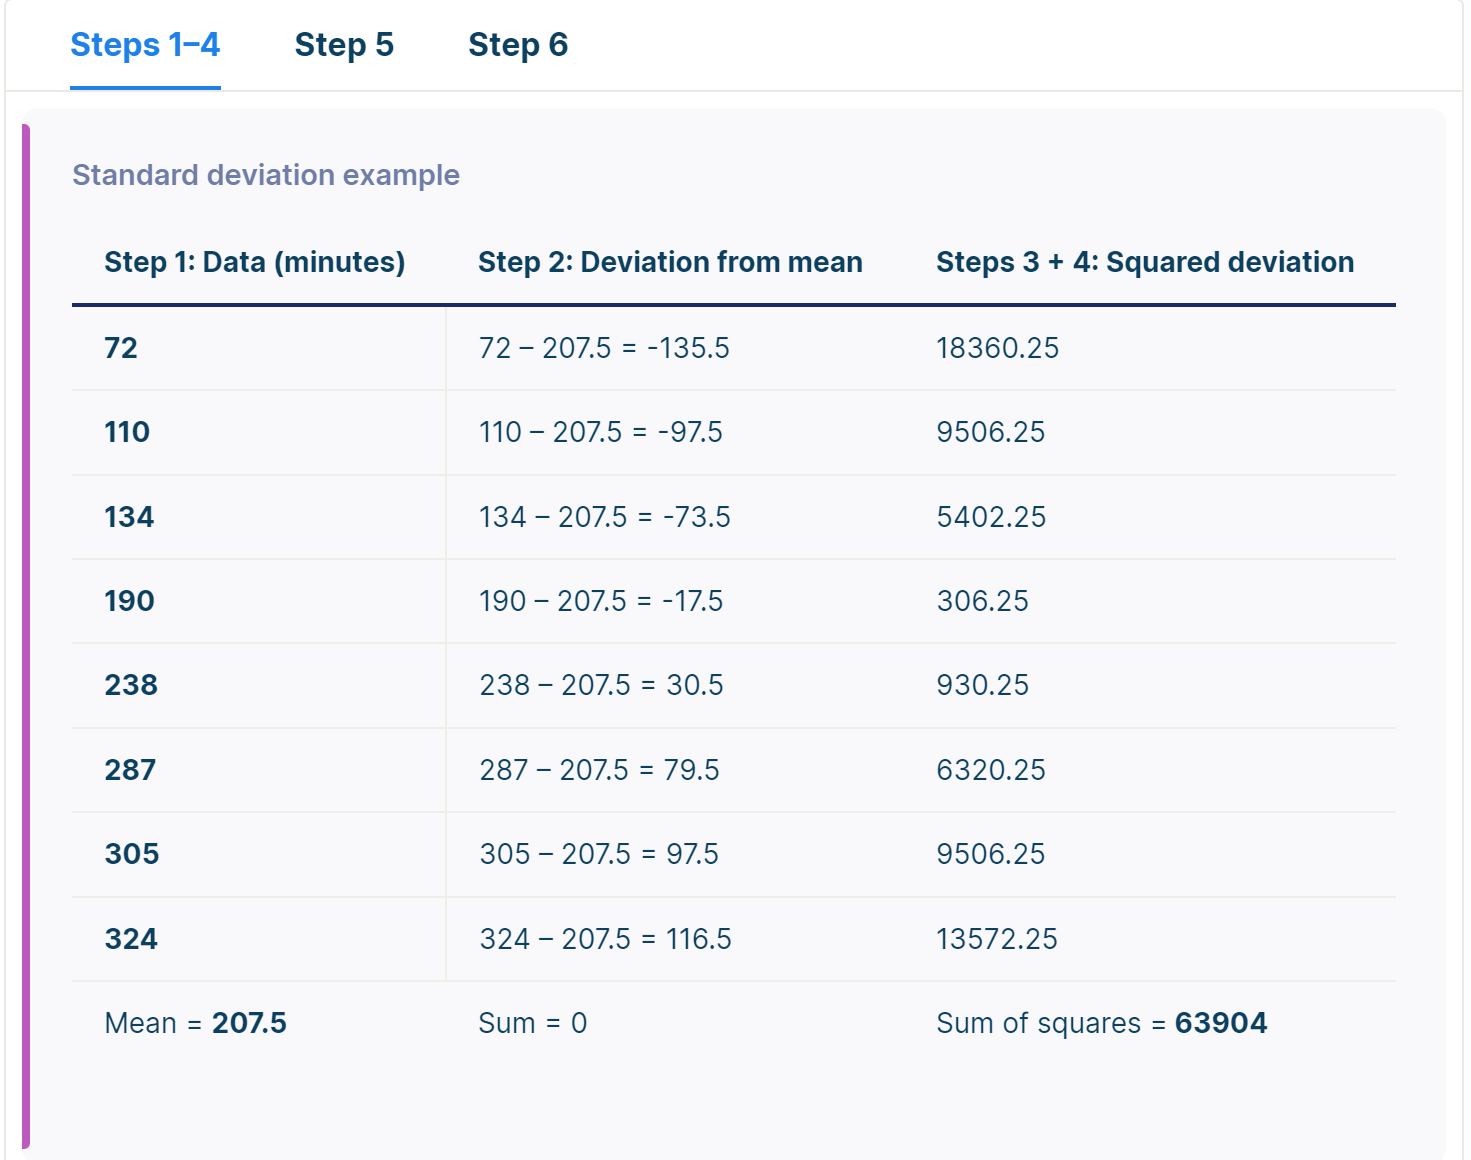 Steps 1–4 Step 5 Step 6
Standard deviation example
Step 1: Data (minutes) Step 2: Deviation from mean Steps 3 + 4: Squared deviation
72 72 – 207.5 = -135.5 18360.25
110 110 – 207.5 = -97.5 9506.25
134 134 – 207.5 = -73.5 5402.25
190 190 – 207.5 = -17.5 306.25
238 238 – 207.5 = 30.5 930.25
287 287 – 207.5 = 79.5 6320.25
305 305 – 207.5 = 97.5 9506.25
324 324 – 207.5 = 116.5 13572.25
Mean = 207.5 Sum = 0 Sum of squares = 63904